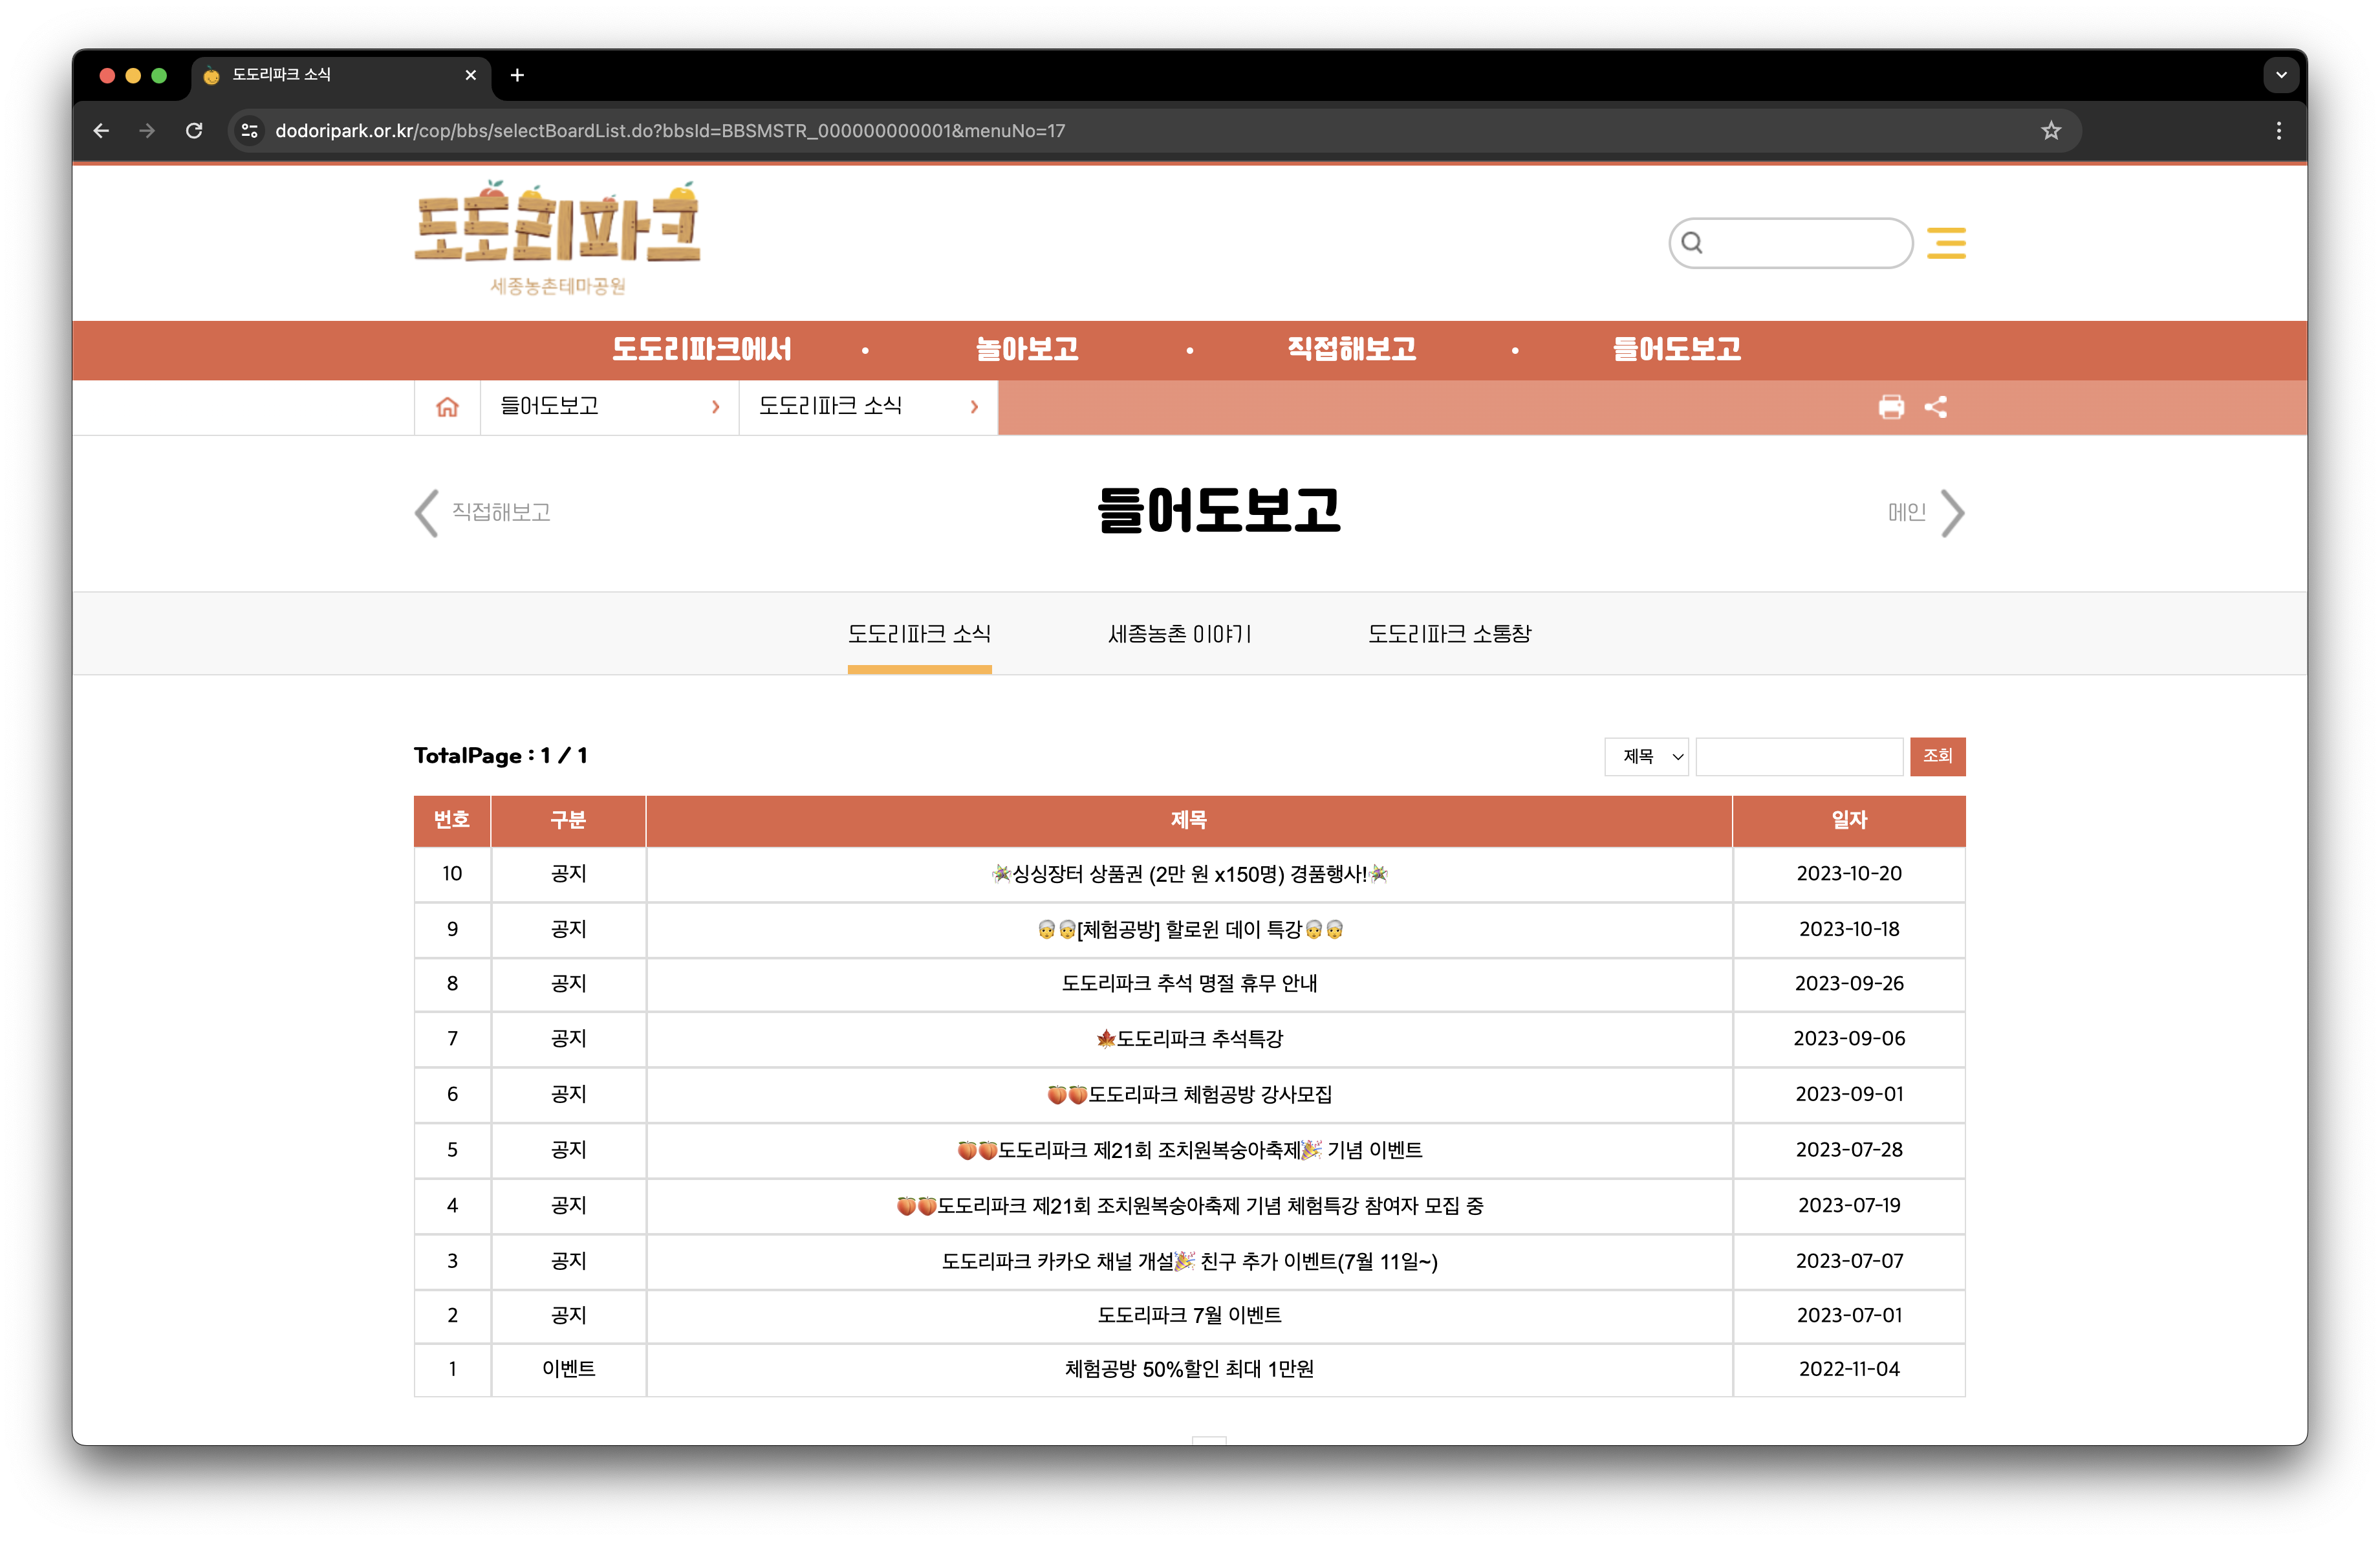 도도리파크 소식
dodoripark.or.kr/cop/bbs/selectBoardList.do?bbsId=BBSMSTR_000000000001&menuNo=17
도도리파크
세종농촌테마공원
도도리파크에서 • 놀아보고 • 직접해보고 • 들어도보고
들어도보고 도도리파크 소식
직접해보고 들어도보고 메인
도도리파크 소식 세종농촌 이야기 도도리파크 소통창
TotalPage : 1 / 1 제목 조회
번호 구분 제목 일자
10 공지 싱싱장터 상품권 (2만 원 x150명) 경품행사! 2023-10-20
9 공지 [체험공방] 할로윈 데이 특강 2023-10-18
8 공지 도도리파크 추석 명절 휴무 안내 2023-09-26
7 공지 🍁도도리파크 추석특강 2023-09-06
6 공지 🍑🍑도도리파크 체험공방 강사모집 2023-09-01
5 공지 🍑🍑도도리파크 제21회 조치원복숭아축제🎉 기념 이벤트 2023-07-28
4 공지 🍑🍑도도리파크 제21회 조치원복숭아축제 기념 체험특강 참여자 모집 중 2023-07-19
3 공지 도도리파크 카카오 채널 개설🎉 친구 추가 이벤트(7월 11일~) 2023-07-07
2 공지 도도리파크 7월 이벤트 2023-07-01
1 이벤트 체험공방 50%할인 최대 1만원 2022-11-04